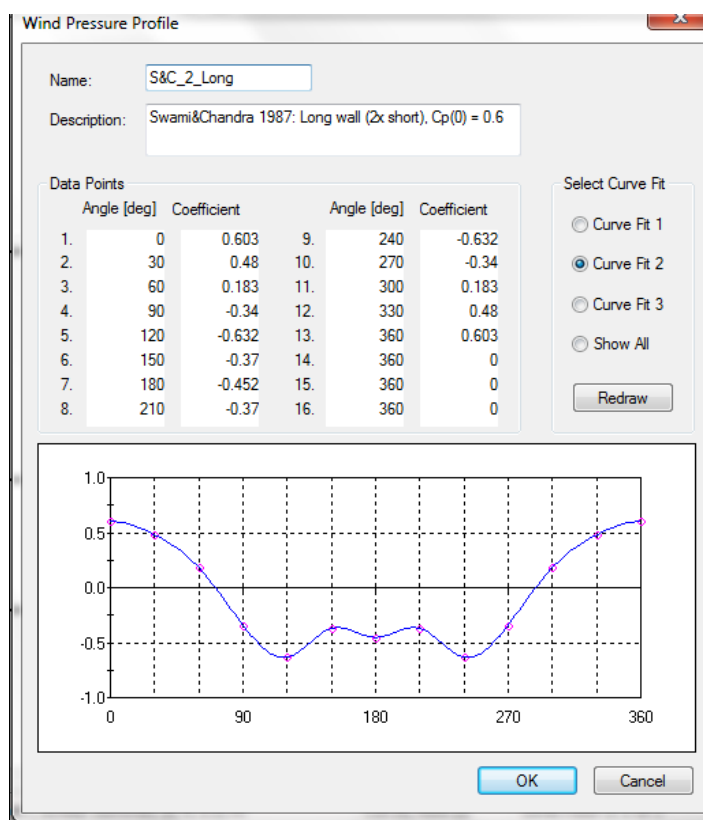 Wind Pressure Profile
x
Name: S&C_2_Long
Description: Swami&Chandra 1987: Long wall (2x short), Cp(0) = 0.6
Data Points
Angle [deg] Coefficient Angle [deg] Coefficient
1. 0 0.603 9. 240 -0.632
2. 30 0.48 10. 270 -0.34
3. 60 0.183 11. 300 0.183
4. 90 -0.34 12. 330 0.48
5. 120 -0.632 13. 360 0.603
6. 150 -0.37 14. 360 0
7. 180 -0.452 15. 360 0
8. 210 -0.37 16. 360 0
Select Curve Fit
Curve Fit 1
Curve Fit 2
Curve Fit 3
Show All
Redraw
1.0
0.5
0.0
-0.5
-1.0
0 90 180 270 360
OK Cancel